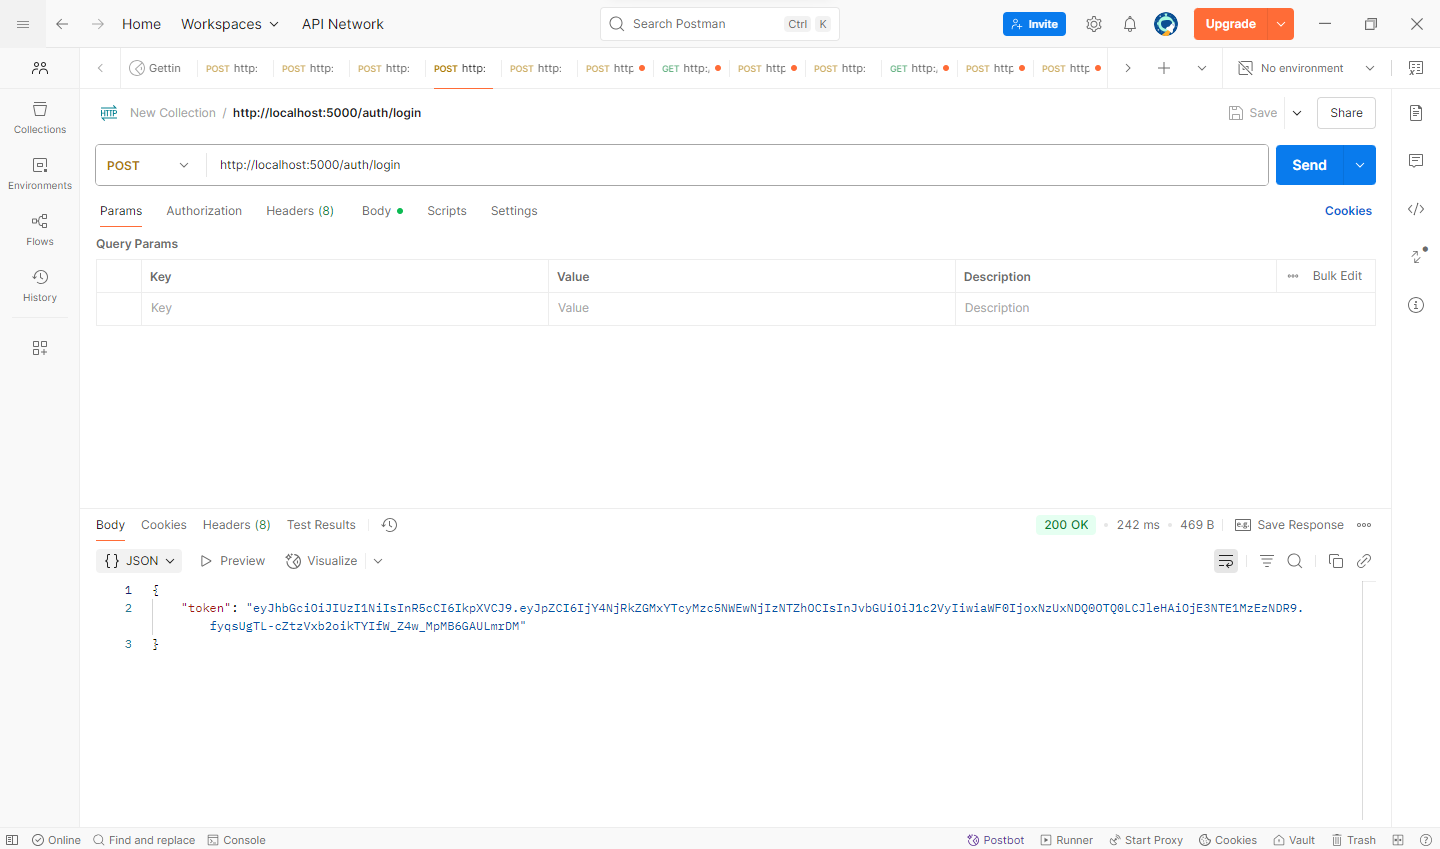 Home Workspaces API Network Search Postman Ctrl K Invite Upgrade
Gettin POST http: POST http: POST http: POST http: POST http: POST http GET http:, POST http POST http: GET http:, POST http POST http No environment
HTTP New Collection / http://localhost:5000/auth/login Save Share
POST http://localhost:5000/auth/login Send
Params Authorization Headers (8) Body Scripts Settings Cookies
Query Params
Key Value Description Bulk Edit
Key Value Description
Collections
Environments
Flows
History
Body Cookies Headers (8) Test Results 200 OK 242 ms 469 B e.g. Save Response
{} JSON Preview Visualize
1 {
2 "token": "eyJhbGciOiJIUzI1NiIsInR5cCI6IkpXVCJ9.eyJpZCI6IjY4NjRkZGMxYTcyMzc5NWEwNjIzNTZhOCIsInJvbGUiOiJ1c2VyIiwiaWF0IjoxNzUxNDQ0OTQ0LCJleHAiOjE3NTE1MzEzNDR9.
fyqsUgTL-cZtzVxb2oikTYIfW_Z4w_MpMB6GAULmrDM"
3 }
Online Find and replace Console Postbot Runner Start Proxy Cookies Vault Trash